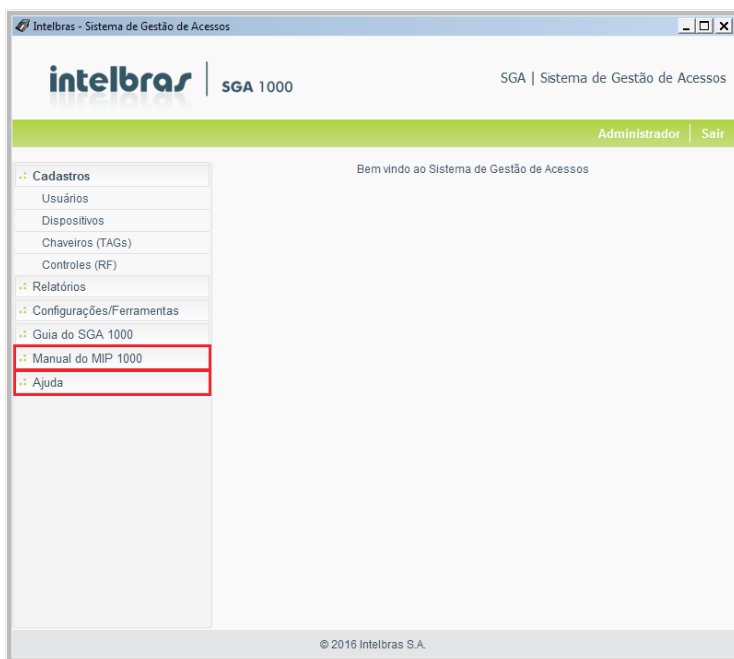 Intelbras - Sistema de Gestão de Acessos
intelbras
SGA 1000
SGA | Sistema de Gestão de Acessos
Administrador | Sair
Cadastros
Usuários
Dispositivos
Chaveiros (TAGs)
Controles (RF)
Relatórios
Configurações/Ferramentas
Guia do SGA 1000
Manual do MIP 1000
Ajuda
Bem vindo ao Sistema de Gestão de Acessos
© 2016 Intelbras S.A.